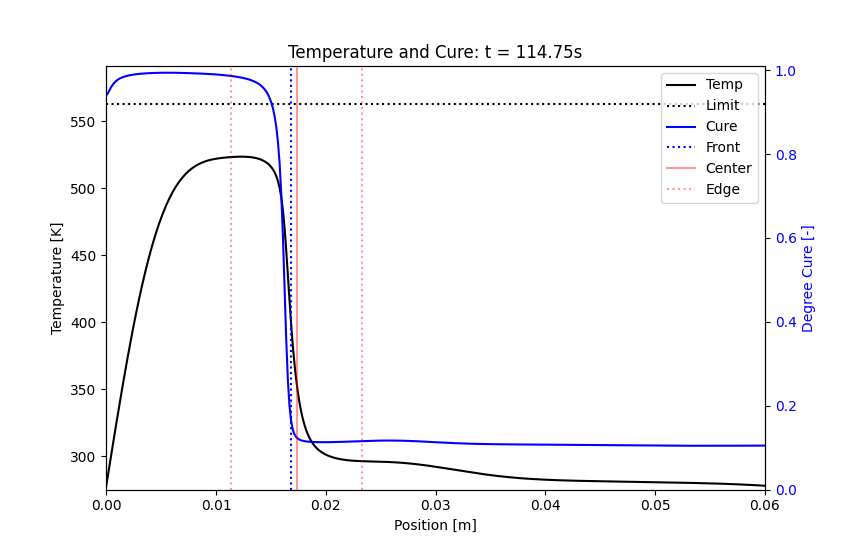 Temperature and Cure: t = 114.75s
Temp
Limit
Cure
Front
Center
Edge
Temperature [K]
550
500
450
400
350
300
Degree Cure [-]
1.0
0.8
0.6
0.4
0.2
0.0
0.00 0.01 0.02 0.03 0.04 0.05 0.06
Position [m]